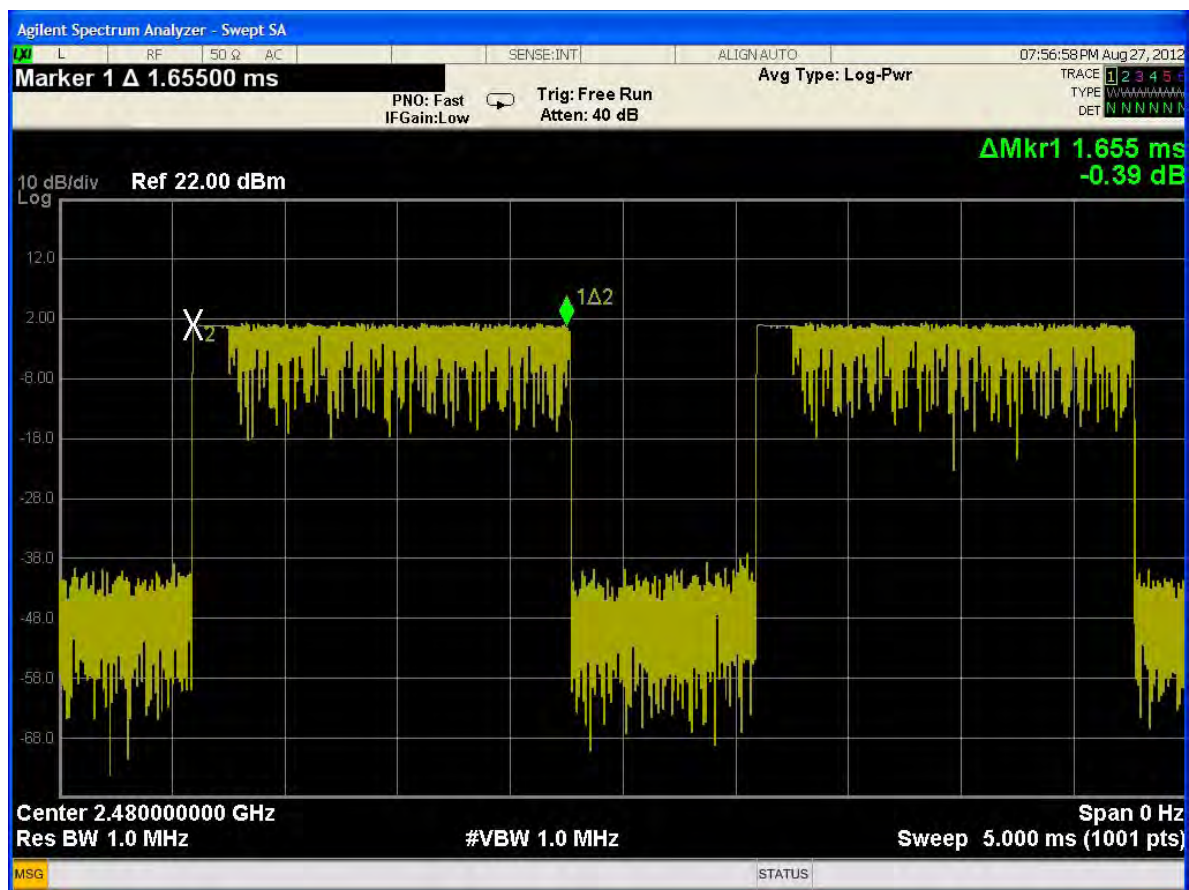 Agilent Spectrum Analyzer - Swept SA
LXI L RF 50 Ω AC SENSE:INT ALIGNAUTO 07:56:58 PM Aug 27, 2012
Marker 1 Δ 1.65500 ms
Avg Type: Log-Pwr
TRACE 1 2 3 4 5 6
PNO: Fast Trig: Free Run
TYPE
IFGain:Low Atten: 40 dB
DET N N N N N N
ΔMkr1 1.655 ms
-0.39 dB
10 dB/div Ref 22.00 dBm
Log
12.0
1Δ2
2.00
X2
-8.00
-18.0
-28.0
-38.0
-48.0
-58.0
-68.0
Center 2.480000000 GHz Span 0 Hz
Res BW 1.0 MHz #VBW 1.0 MHz Sweep 5.000 ms (1001 pts)
MSG STATUS